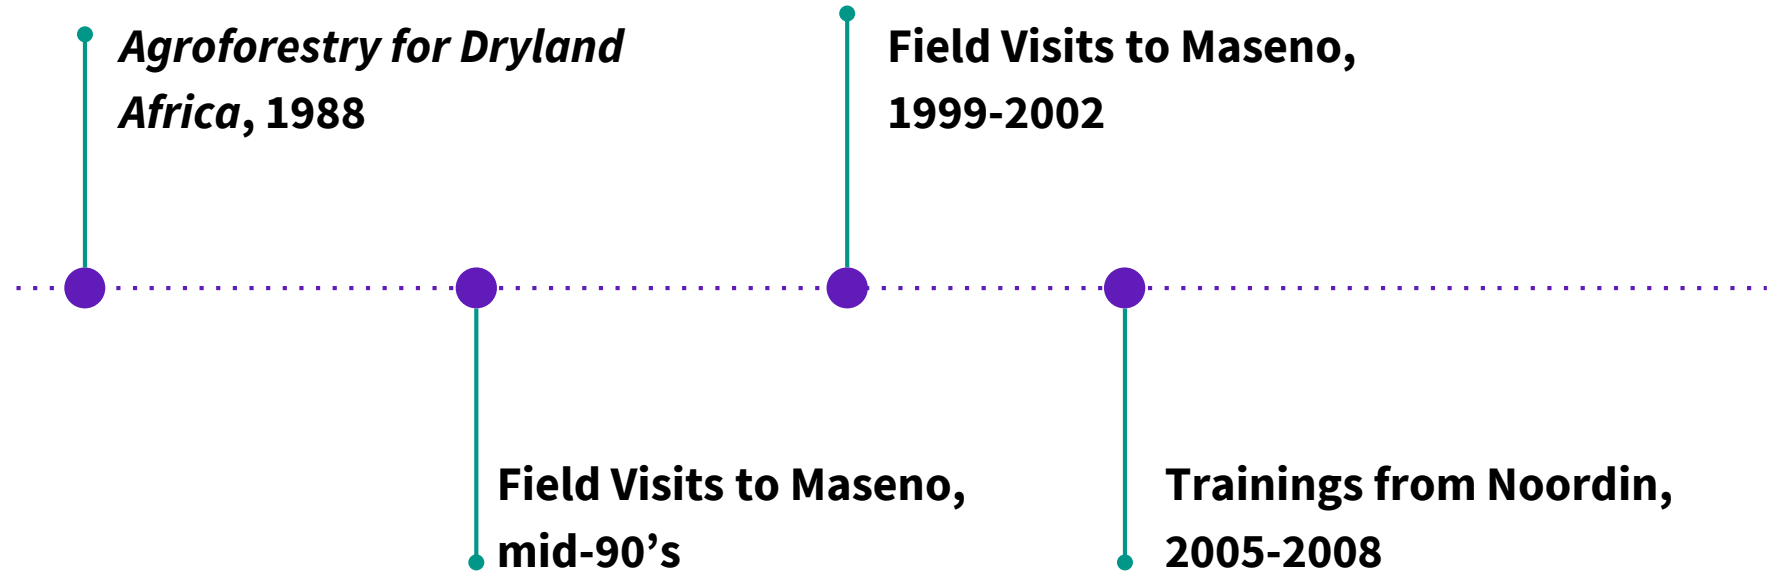 Agroforestry for Dryland
Africa, 1988
Field Visits to Maseno,
mid-90’s
Field Visits to Maseno,
1999-2002
Trainings from Noordin,
2005-2008